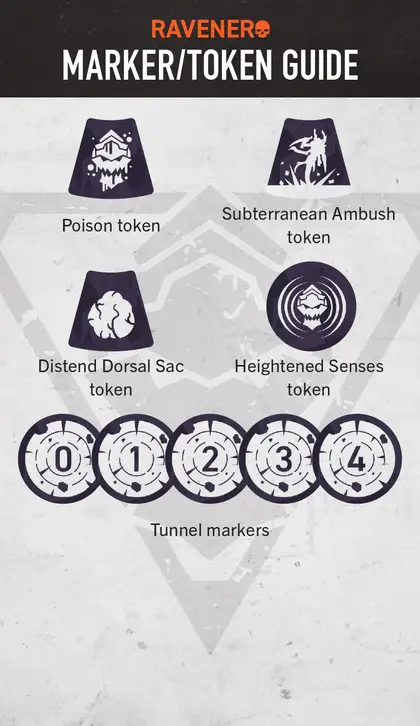 RAVENER
MARKER/TOKEN GUIDE
Poison token
Subterranean Ambush
token
Distend Dorsal Sac
token
Heightened Senses
token
0 1 2 3 4
Tunnel markers